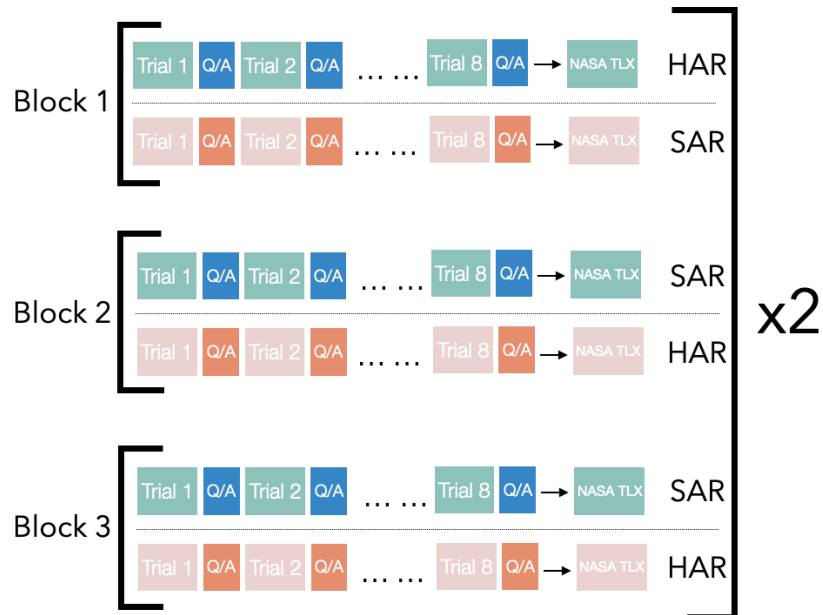 Block 1
Trial 1 Q/A Trial 2 Q/A ... ... Trial 8 Q/A NASA TLX HAR
Trial 1 Q/A Trial 2 Q/A ... ... Trial 8 Q/A NASA TLX SAR
Block 2
Trial 1 Q/A Trial 2 Q/A ... ... Trial 8 Q/A NASA TLX SAR
Trial 1 Q/A Trial 2 Q/A ... ... Trial 8 Q/A NASA TLX HAR
x2
Block 3
Trial 1 Q/A Trial 2 Q/A ... ... Trial 8 Q/A NASA TLX SAR
Trial 1 Q/A Trial 2 Q/A ... ... Trial 8 Q/A NASA TLX HAR